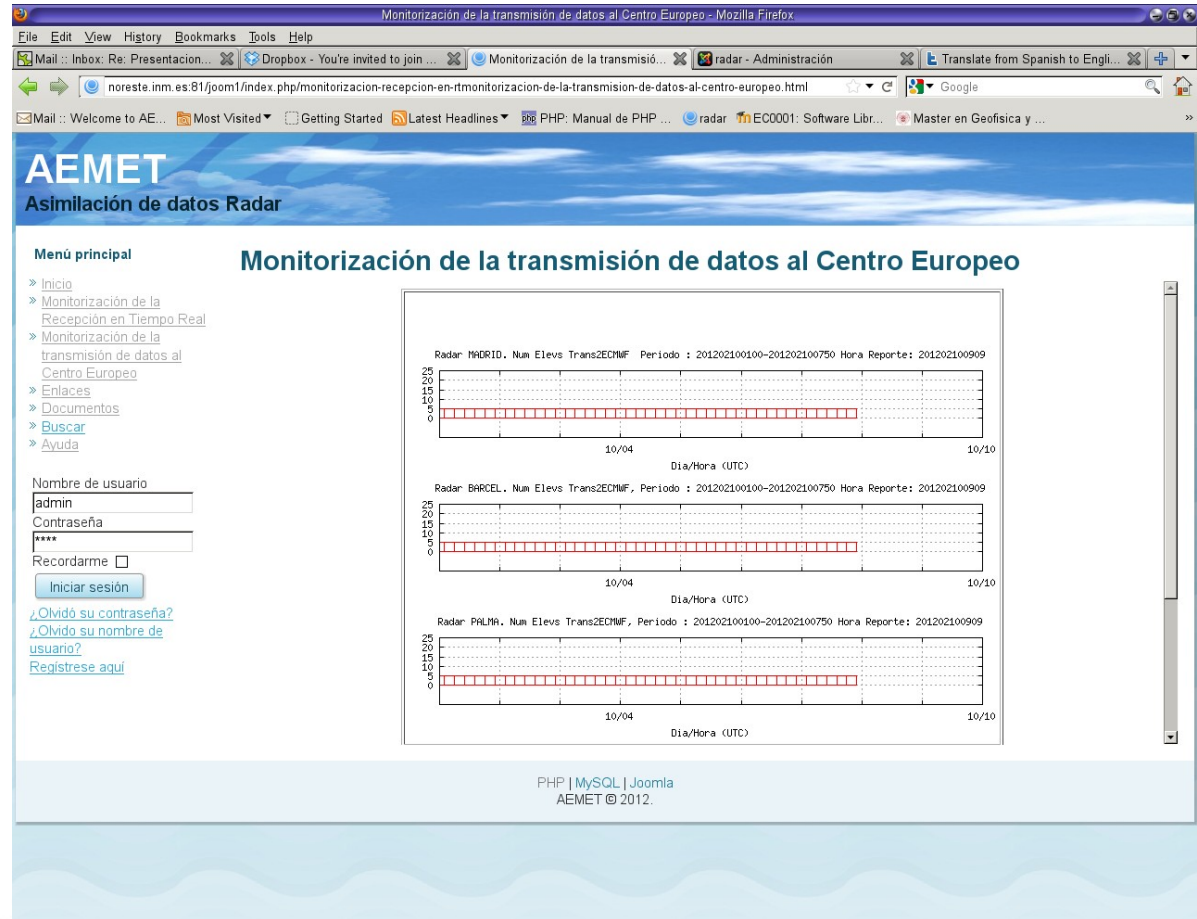 Monitorización de la transmisión de datos al Centro Europeo - Mozilla Firefox
File Edit View History Bookmarks Tools Help
Mail :: Inbox: Re: Presentacion... Dropbox - You're invited to join ... Monitorización de la transmisió... radar - Administración Translate from Spanish to Engli...
noreste.inm.es:81/joom1/index.php/monitorizacion-recepcion-en-rtmonitorizacion-de-la-transmision-de-datos-al-centro-europeo.html Google
Mail :: Welcome to AE... Most Visited Getting Started Latest Headlines PHP: Manual de PHP ... radar EC0001: Software Libr... Master en Geofisica y ... »
AEMET
Asimilación de datos Radar
Menú principal
» Inicio
» Monitorización de la
Recepción en Tiempo Real
» Monitorización de la
transmisión de datos al
Centro Europeo
» Enlaces
» Documentos
» Buscar
» Ayuda
Nombre de usuario
admin
Contraseña
****
Recordarme
Iniciar sesión
¿Olvidó su contraseña?
¿Olvido su nombre de
usuario?
Regístrese aquí
Monitorización de la transmisión de datos al Centro Europeo
Radar MADRID. Num Elevs Trans2ECMWF Periodo : 201202100100-201202100750 Hora Reporte: 201202100909
25
20
15
10
5
0
10/04 10/10
Dia/Hora (UTC)
Radar BARCEL. Num Elevs Trans2ECMWF, Periodo : 201202100100-201202100750 Hora Reporte: 201202100909
25
20
15
10
5
0
10/04 10/10
Dia/Hora (UTC)
Radar PALMA. Num Elevs Trans2ECMWF, Periodo : 201202100100-201202100750 Hora Reporte: 201202100909
25
20
15
10
5
0
10/04 10/10
Dia/Hora (UTC)
PHP | MySQL | Joomla
AEMET © 2012.